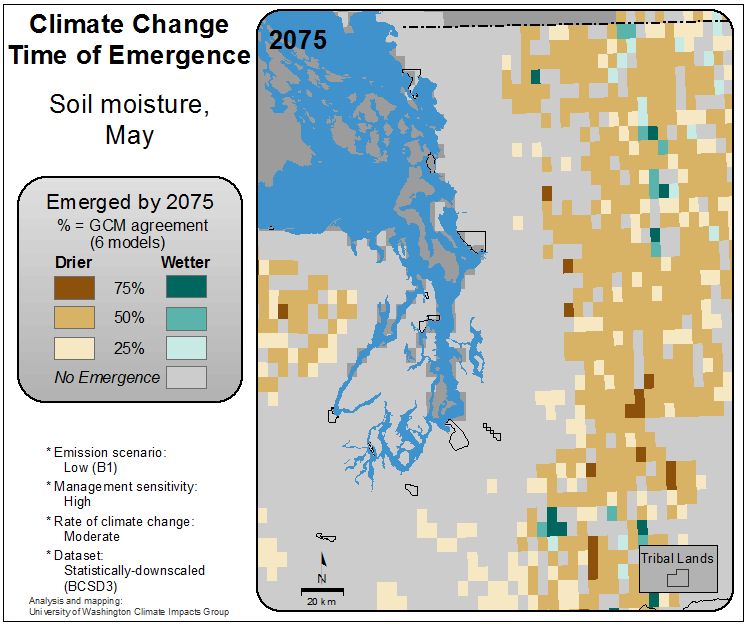 Climate Change
Time of Emergence
Soil moisture,
May
Emerged by 2075
% = GCM agreement
(6 models)
Drier Wetter
75%
50%
25%
No Emergence
* Emission scenario:
Low (B1)
* Management sensitivity:
High
* Rate of climate change:
Moderate
* Dataset:
Statistically-downscaled
(BCSD3)
Analysis and mapping:
University of Washington Climate Impacts Group
2075
N
20 km
Tribal Lands